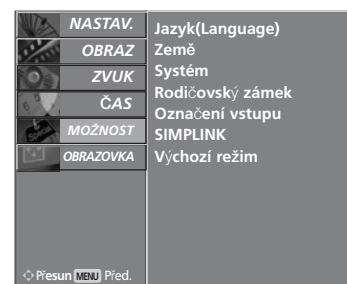 NASTAV.
OBRAZ
ZVUK
ČAS
MOŽNOST
OBRAZOVKA
Přesun MENU Před.
Jazyk(Language)
Země
Systém
Rodičovský zámek
Označení vstupu
SIMPLINK
Výchozí režim